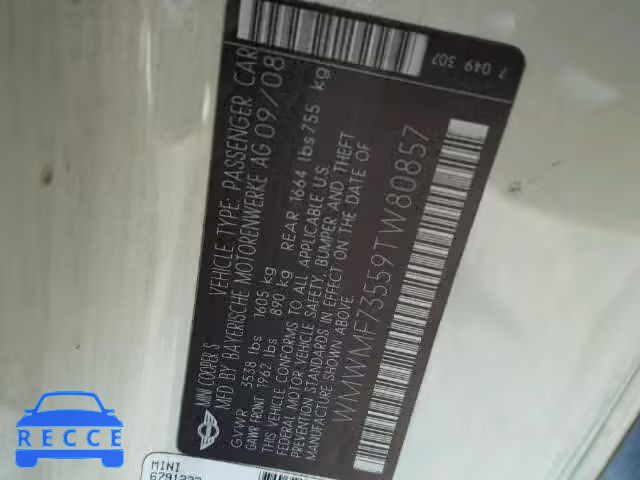 MINI COOPER S
VEHICLE TYPE: PASSENGER CAR
MFD BY BAYERISCHE MOTORENWERKE AG 09/08
GVWR 3538 lbs 1605 kg
GAWR FRONT 1962 lbs 890 kg REAR 1664 lbs 755 kg
THIS VEHICLE CONFORMS TO ALL APPLICABLE U.S.
FEDERAL MOTOR VEHICLE SAFETY, BUMPER AND THEFT
PREVENTION STANDARDS IN EFFECT ON THE DATE OF
MANUFACTURE SHOWN ABOVE.
WMWMF73559TW80857
7 049 307
MINI
RECCE